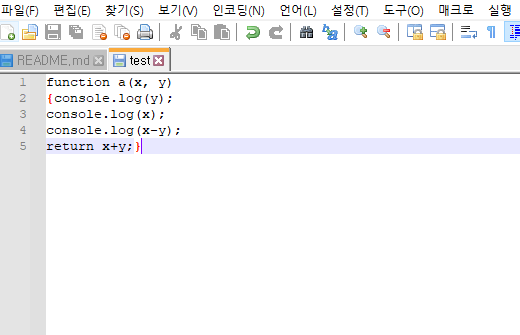 파일(F) 편집(E) 찾기(S) 보기(V) 인코딩(N) 언어(L) 설정(T) 도구(O) 매크로 실행
README.md test
1 function a(x, y)
2 {console.log(y);
3 console.log(x);
4 console.log(x-y);
5 return x+y;}